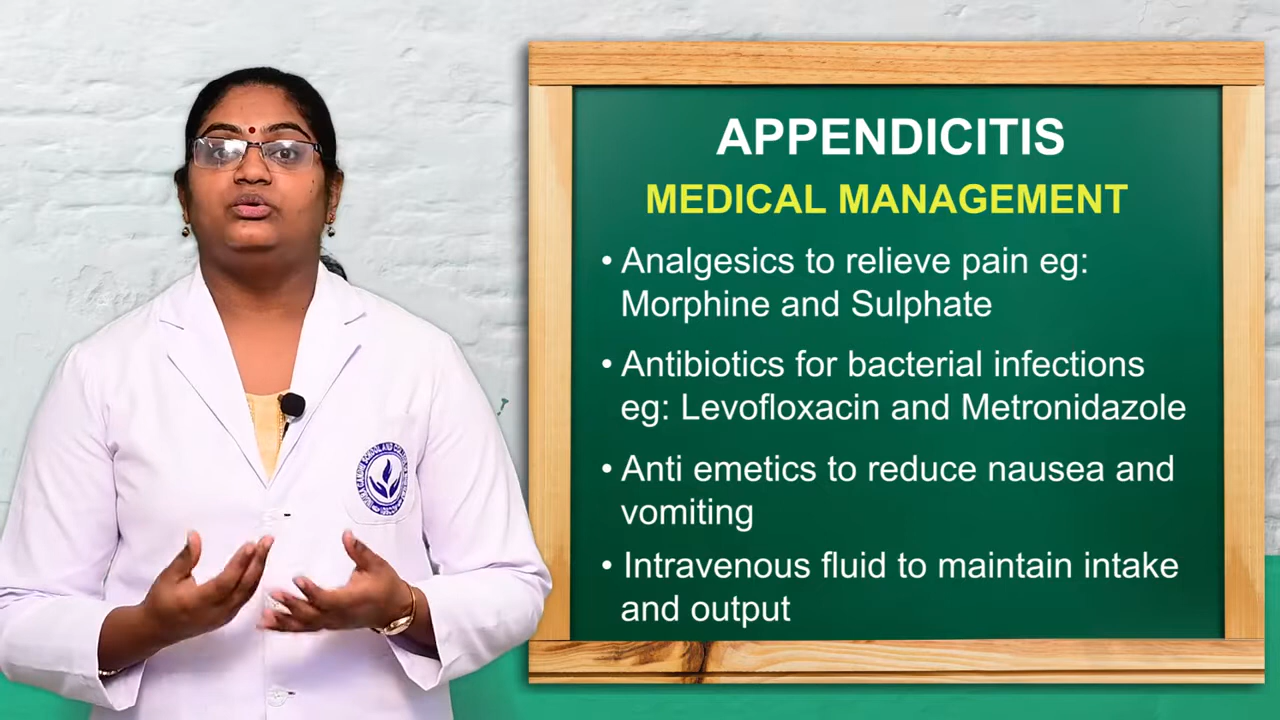 APPENDICITIS
MEDICAL MANAGEMENT
• Analgesics to relieve pain eg:
Morphine and Sulphate
• Antibiotics for bacterial infections
eg: Levofloxacin and Metronidazole
• Anti emetics to reduce nausea and
vomiting
• Intravenous fluid to maintain intake
and output